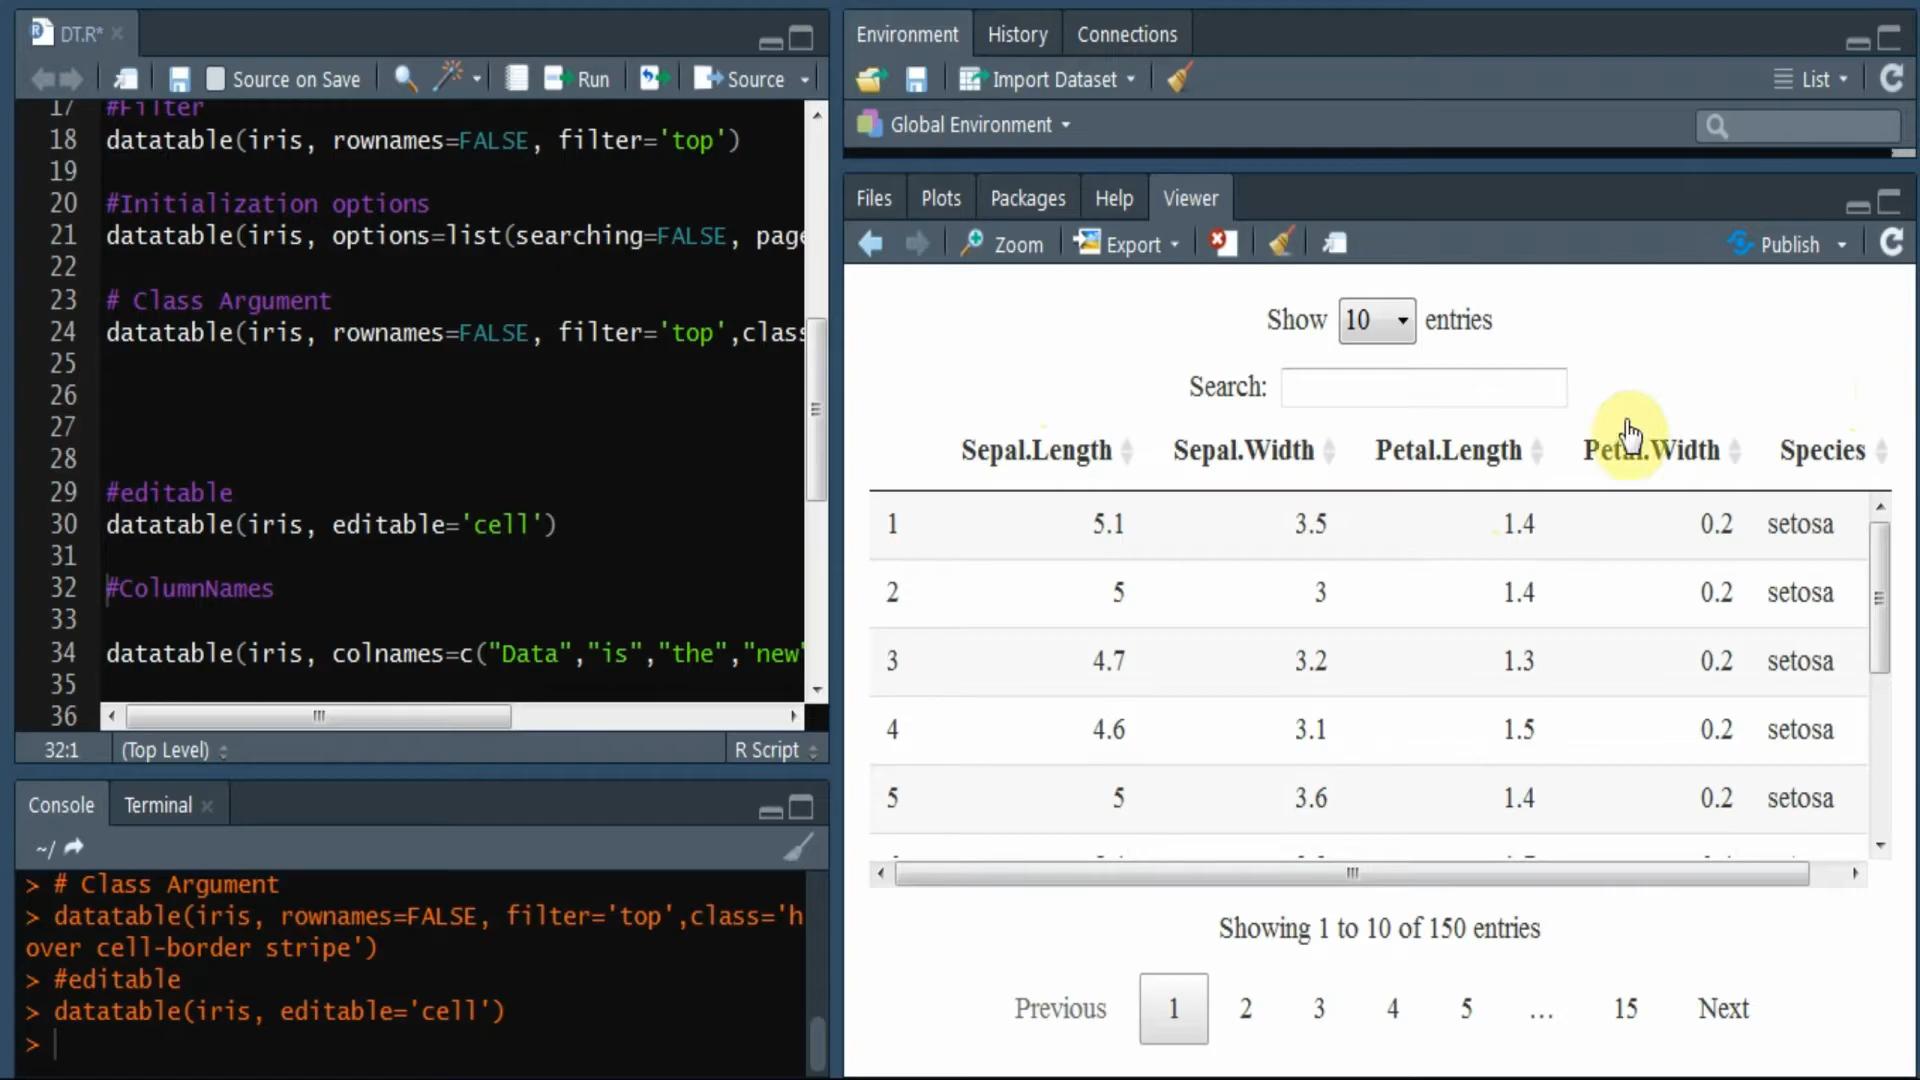 DT.R*
Source on Save
Run
Source
17 #Filter
18 datatable(iris, rownames=FALSE, filter='top')
19
20 #Initialization options
21 datatable(iris, options=list(searching=FALSE, page
22
23 # Class Argument
24 datatable(iris, rownames=FALSE, filter='top',class
25
26
27
28
29 #editable
30 datatable(iris, editable='cell')
31
32 #ColumnNames
33
34 datatable(iris, colnames=c("Data","is","the","new"
35
36
32:1 (Top Level) R Script
Console Terminal
~/
> # Class Argument
> datatable(iris, rownames=FALSE, filter='top',class='h
over cell-border stripe')
> #editable
> datatable(iris, editable='cell')
>
Environment History Connections
Import Dataset List
Global Environment
Files Plots Packages Help Viewer
Zoom Export Publish
Show 10 entries
Search:
Sepal.Length Sepal.Width Petal.Length Petal.Width Species
1 5.1 3.5 1.4 0.2 setosa
2 5 3 1.4 0.2 setosa
3 4.7 3.2 1.3 0.2 setosa
4 4.6 3.1 1.5 0.2 setosa
5 5 3.6 1.4 0.2 setosa
Showing 1 to 10 of 150 entries
Previous 1 2 3 4 5 … 15 Next